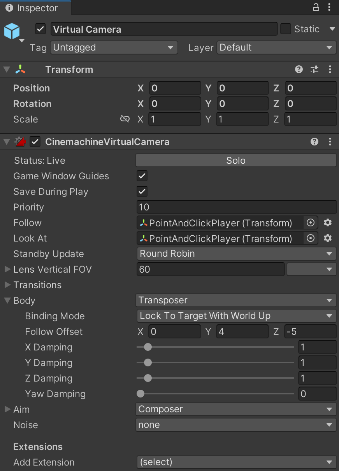 Inspector
Virtual Camera Static
Tag Untagged Layer Default
Transform
Position X 0 Y 0 Z 0
Rotation X 0 Y 0 Z 0
Scale X 1 Y 1 Z 1
CinemachineVirtualCamera
Status: Live Solo
Game Window Guides
Save During Play
Priority 10
Follow PointAndClickPlayer (Transform)
Look At PointAndClickPlayer (Transform)
Standby Update Round Robin
Lens Vertical FOV 60
Transitions
Body Transposer
Binding Mode Lock To Target With World Up
Follow Offset X 0 Y 4 Z -5
X Damping 1
Y Damping 1
Z Damping 1
Yaw Damping 0
Aim Composer
Noise none
Extensions
Add Extension (select)